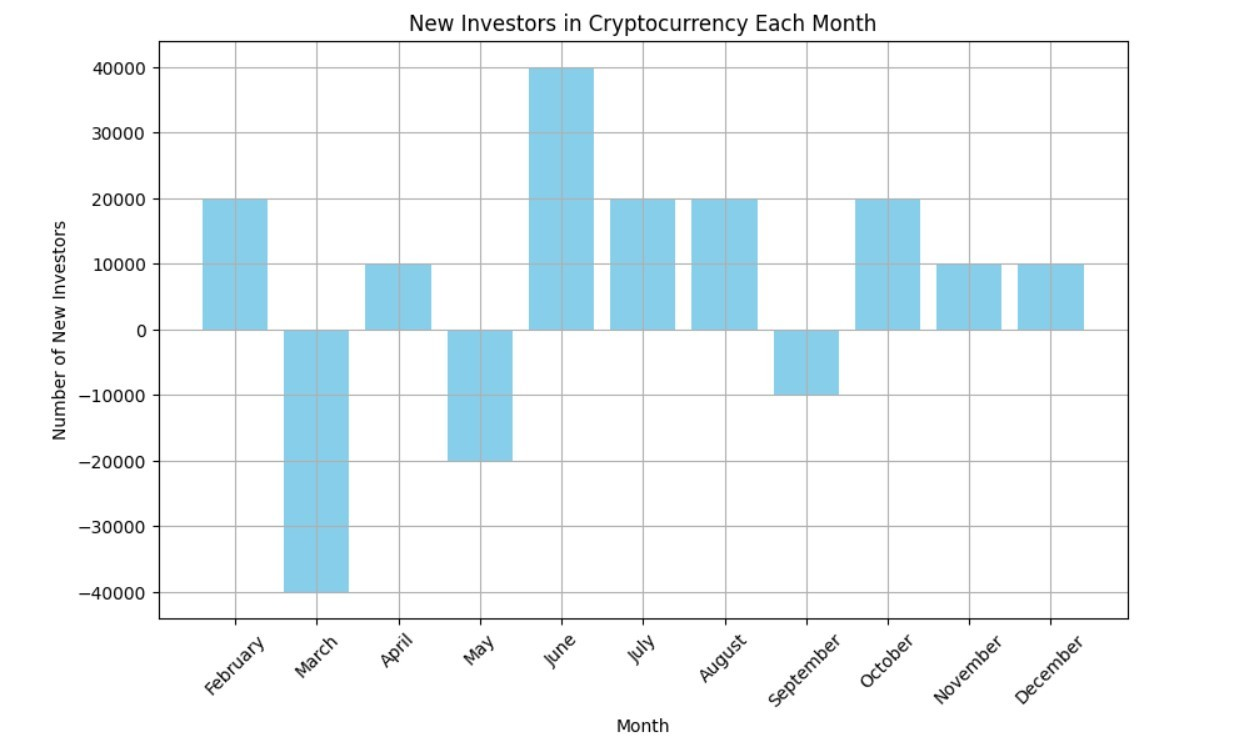 New Investors in Cryptocurrency Each Month
Number of New Investors
40000
30000
20000
10000
0
−10000
−20000
−30000
−40000
February
March
April
May
June
July
August
September
October
November
December
Month